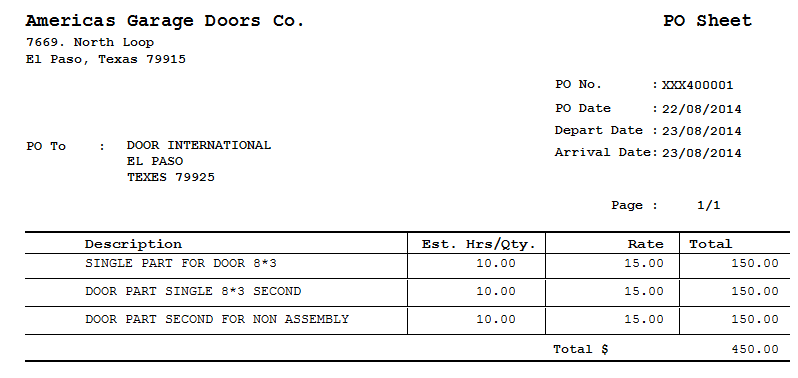 Americas Garage Doors Co. PO Sheet
7669. North Loop
El Paso, Texas 79915
PO No. : XXX400001
PO Date : 22/08/2014
Depart Date : 23/08/2014
Arrival Date: 23/08/2014
PO To : DOOR INTERNATIONAL
EL PASO
TEXES 79925
Page : 1/1
Description Est. Hrs/Qty. Rate Total
SINGLE PART FOR DOOR 8*3 10.00 15.00 150.00
DOOR PART SINGLE 8*3 SECOND 10.00 15.00 150.00
DOOR PART SECOND FOR NON ASSEMBLY 10.00 15.00 150.00
Total $ 450.00